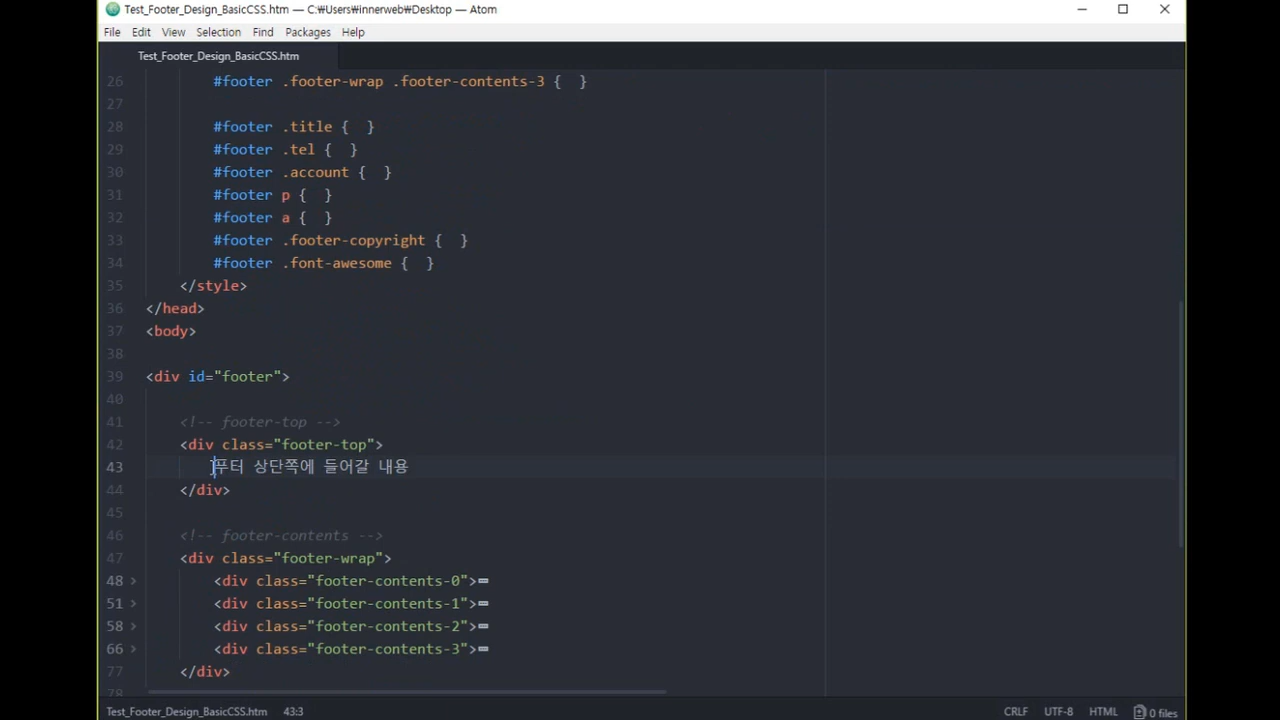 Test_Footer_Design_BasicCSS.htm — C:₩Users₩innerweb₩Desktop — Atom
File Edit View Selection Find Packages Help
Test_Footer_Design_BasicCSS.htm
26 #footer .footer-wrap .footer-contents-3 { }
27
28 #footer .title { }
29 #footer .tel { }
30 #footer .account { }
31 #footer p { }
32 #footer a { }
33 #footer .footer-copyright { }
34 #footer .font-awesome { }
35 </style>
36 </head>
37 <body>
38
39 <div id="footer">
40
41 <!-- footer-top -->
42 <div class="footer-top">
43 푸터 상단쪽에 들어갈 내용
44 </div>
45
46 <!-- footer-contents -->
47 <div class="footer-wrap">
48 <div class="footer-contents-0">
51 <div class="footer-contents-1">
58 <div class="footer-contents-2">
66 <div class="footer-contents-3">
77 </div>
78
Test_Footer_Design_BasicCSS.htm 43:3 CRLF UTF-8 HTML 0 files